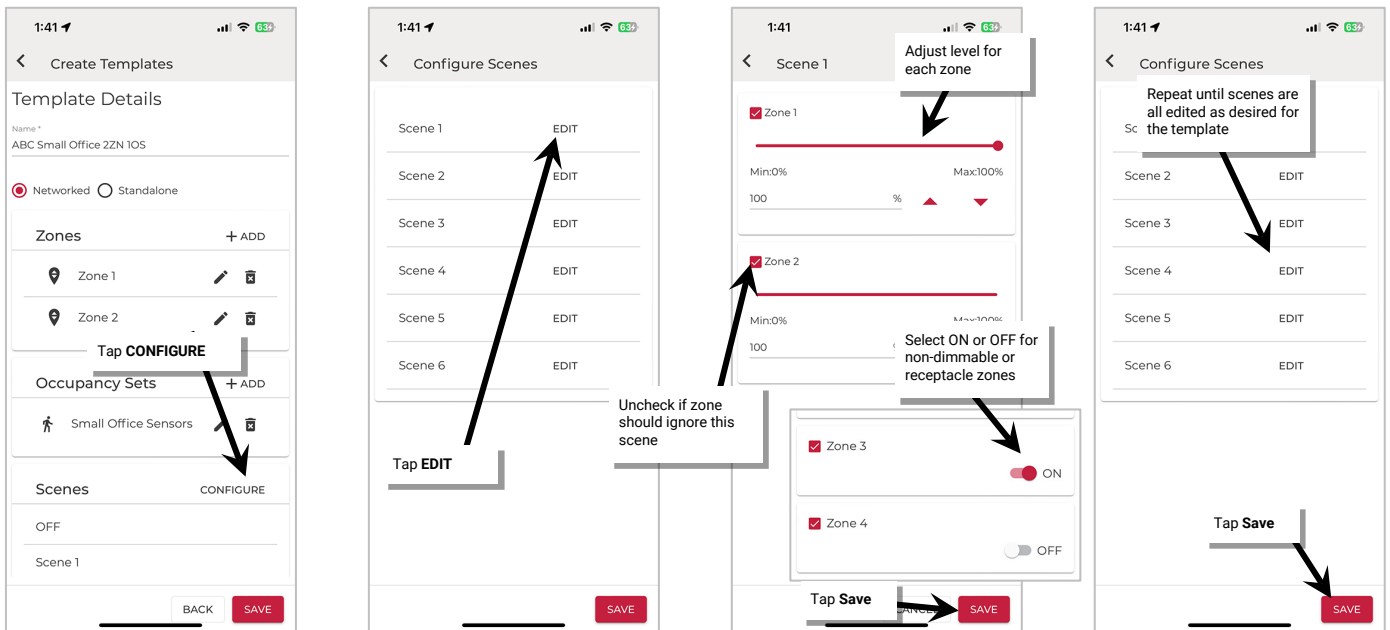 1:41
63
Create Templates
Template Details
Name *
ABC Small Office 2ZN 1OS
Networked
Standalone
Zones
+ ADD
Zone 1
Zone 2
Tap CONFIGURE
Occupancy Sets
+ ADD
Small Office Sensors
Scenes
CONFIGURE
OFF
Scene 1
BACK
SAVE
1:41
63
Configure Scenes
Scene 1
EDIT
Scene 2
EDIT
Scene 3
EDIT
Scene 4
EDIT
Scene 5
EDIT
Scene 6
EDIT
Tap EDIT
SAVE
1:41
63
Scene 1
Adjust level for
each zone
Zone 1
Min:0%
Max:100%
100
%
Zone 2
Min:0%
Max:100%
100
Select ON or OFF for
non-dimmable or
receptacle zones
Uncheck if zone
should ignore this
scene
Zone 3
ON
Zone 4
OFF
Tap Save
SAVE
1:41
63
Configure Scenes
Repeat until scenes are
all edited as desired for
the template
Scene 2
EDIT
Scene 3
EDIT
Scene 4
EDIT
Scene 5
EDIT
Scene 6
EDIT
Tap Save
SAVE